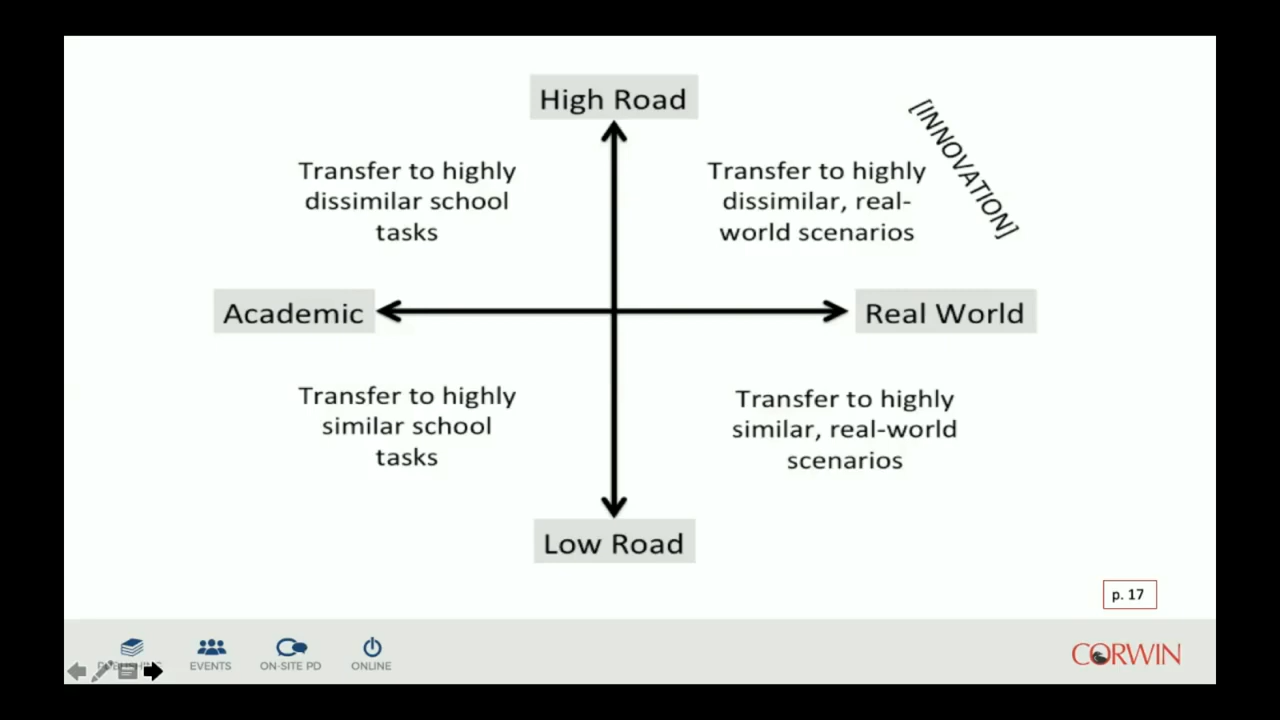 High Road
[INNOVATION]
Transfer to highly
dissimilar school
tasks
Transfer to highly
dissimilar, real-
world scenarios
Academic
Real World
Transfer to highly
similar school
tasks
Transfer to highly
similar, real-world
scenarios
Low Road
p. 17
EVENTS
ON-SITE PD
ONLINE
CORWIN